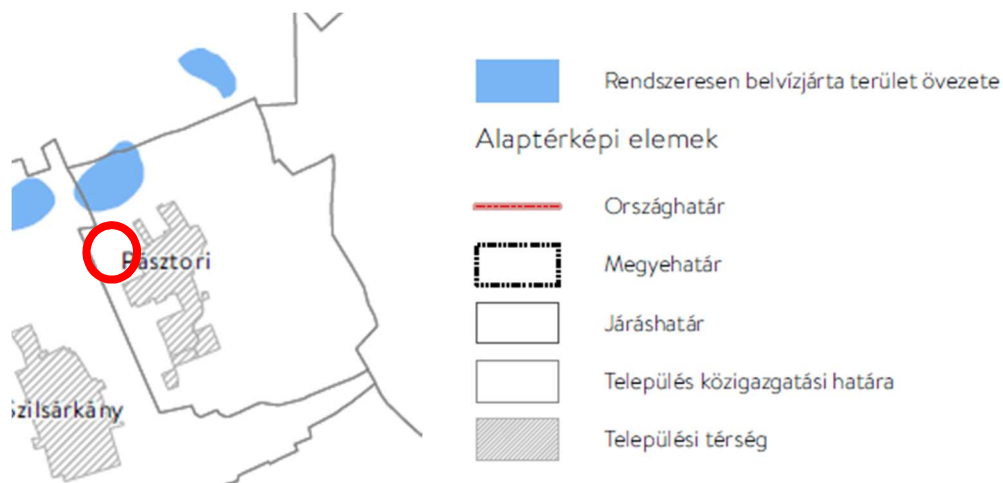 Pásztori
Szilsárkány
Rendszeresen belvízjárta terület övezete
Alaptérképi elemek
Országhatár
Megyehatár
Járáshatár
Település közigazgatási határa
Települési térség